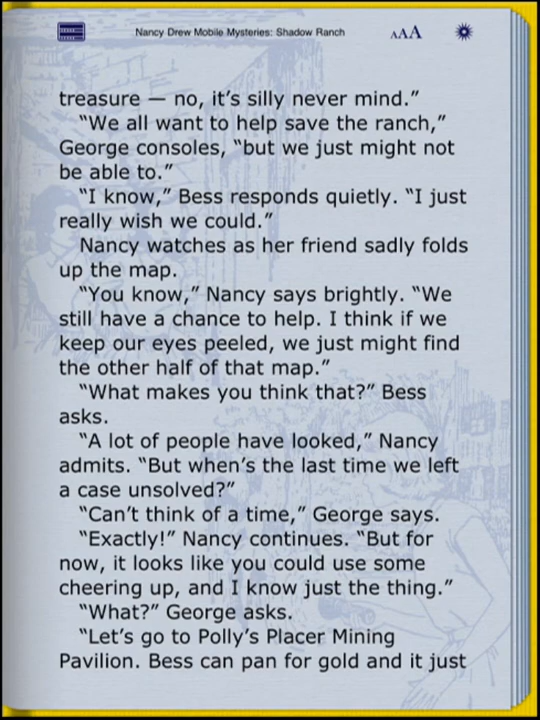 Nancy Drew Mobile Mysteries: Shadow Ranch
AAA
treasure — no, it's silly never mind."
"We all want to help save the ranch,"
George consoles, "but we just might not
be able to."
"I know," Bess responds quietly. "I just
really wish we could."
Nancy watches as her friend sadly folds
up the map.
"You know," Nancy says brightly. "We
still have a chance to help. I think if we
keep our eyes peeled, we just might find
the other half of that map."
"What makes you think that?" Bess
asks.
"A lot of people have looked," Nancy
admits. "But when's the last time we left
a case unsolved?"
"Can't think of a time," George says.
"Exactly!" Nancy continues. "But for
now, it looks like you could use some
cheering up, and I know just the thing."
"What?" George asks.
"Let's go to Polly's Placer Mining
Pavilion. Bess can pan for gold and it just